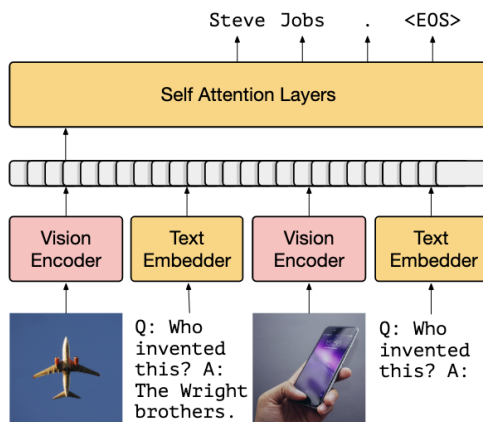 Steve Jobs . <EOS>
Self Attention Layers
Vision
Encoder
Text
Embedder
Vision
Encoder
Text
Embedder
Q: Who
invented
this? A:
The Wright
brothers.
Q: Who
invented
this? A: